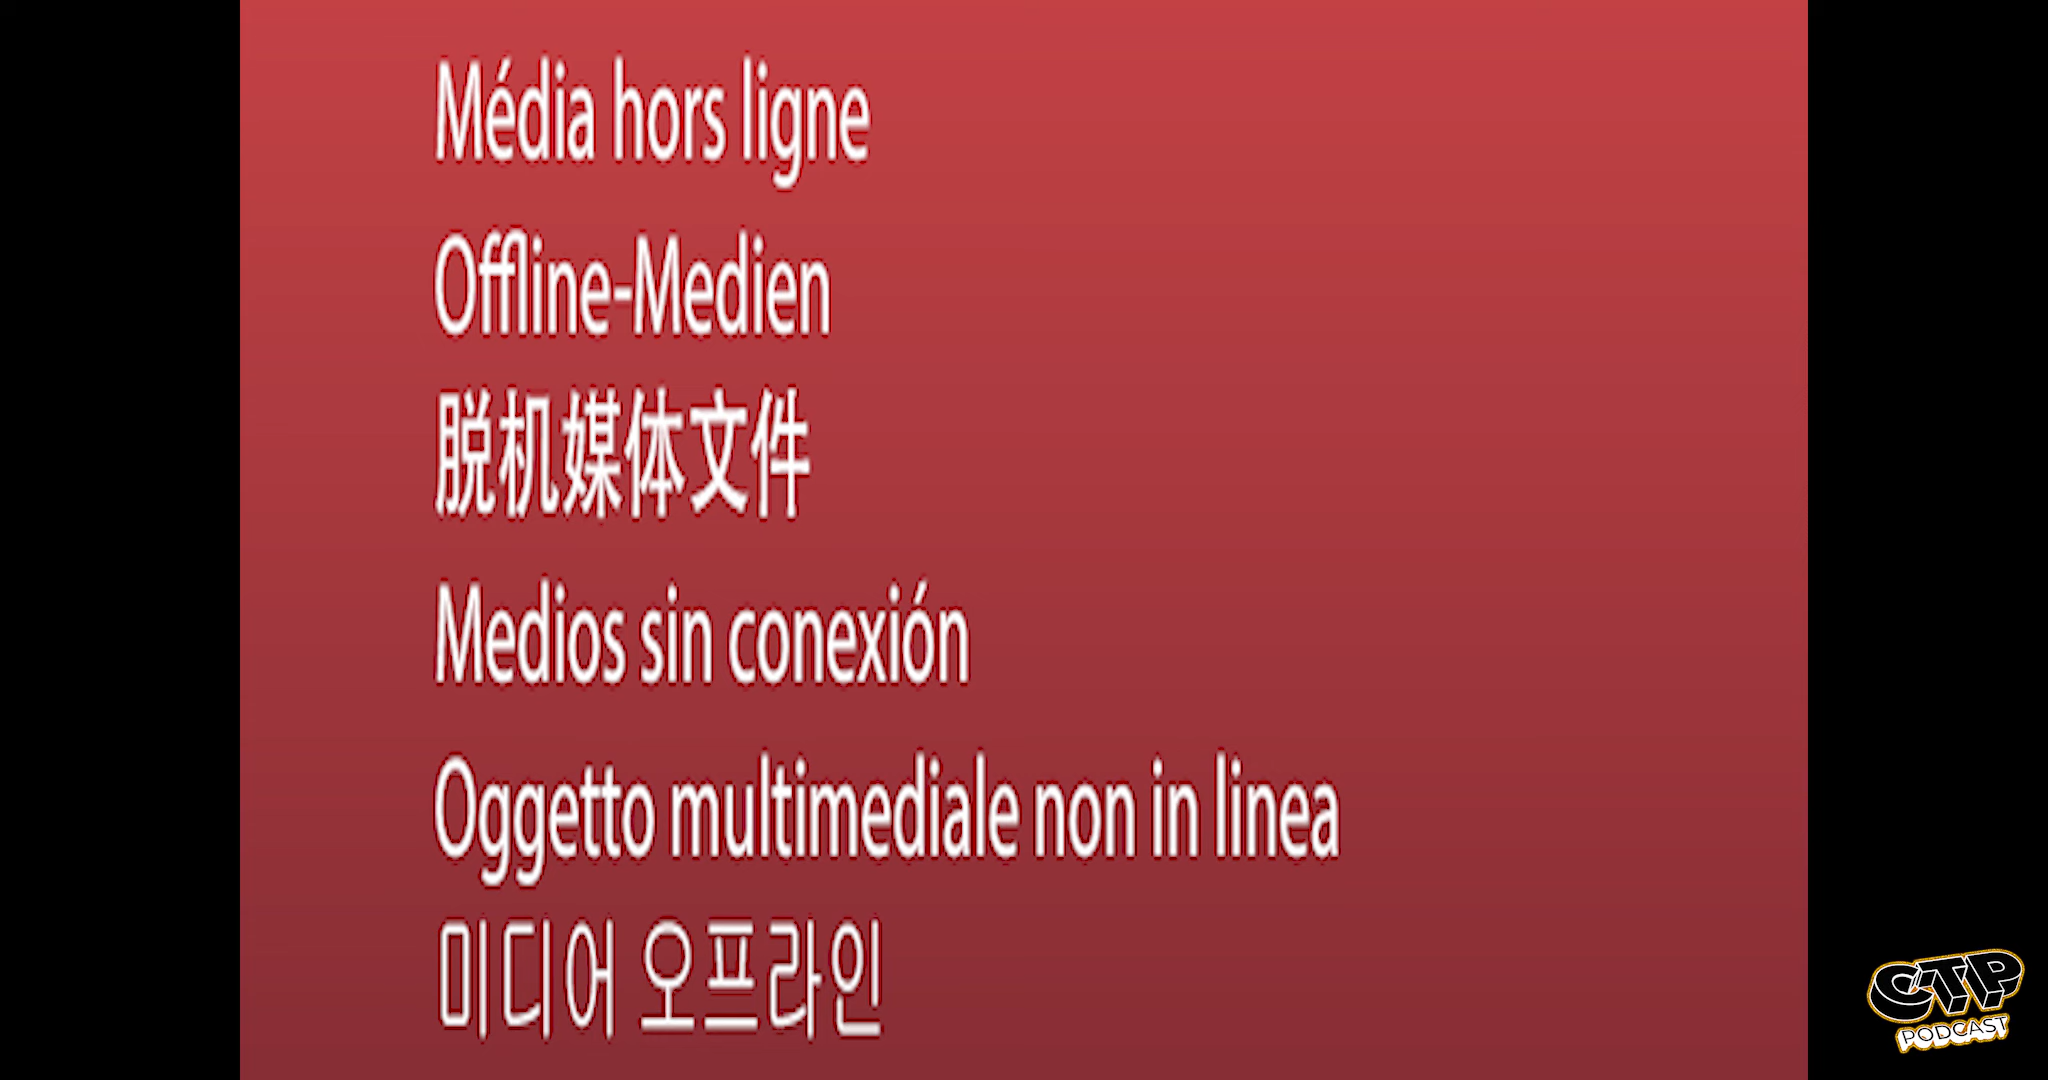 Média hors ligne
Offline-Medien
脱机媒体文件
Medios sin conexión
Oggetto multimediale non in linea
미디어 오프라인
CTP
PODCAST